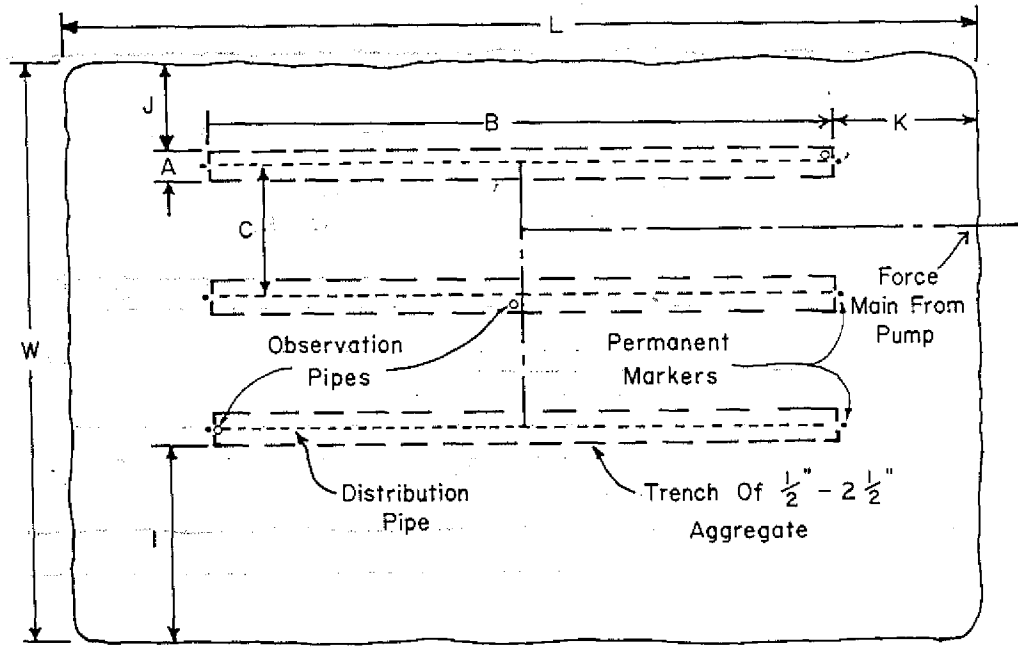 L
J
B
K
A
C
Force
Main From
Pump
W
Observation
Pipes
Permanent
Markers
Distribution
Pipe
Trench Of 1/2" - 2 1/2"
Aggregate
I